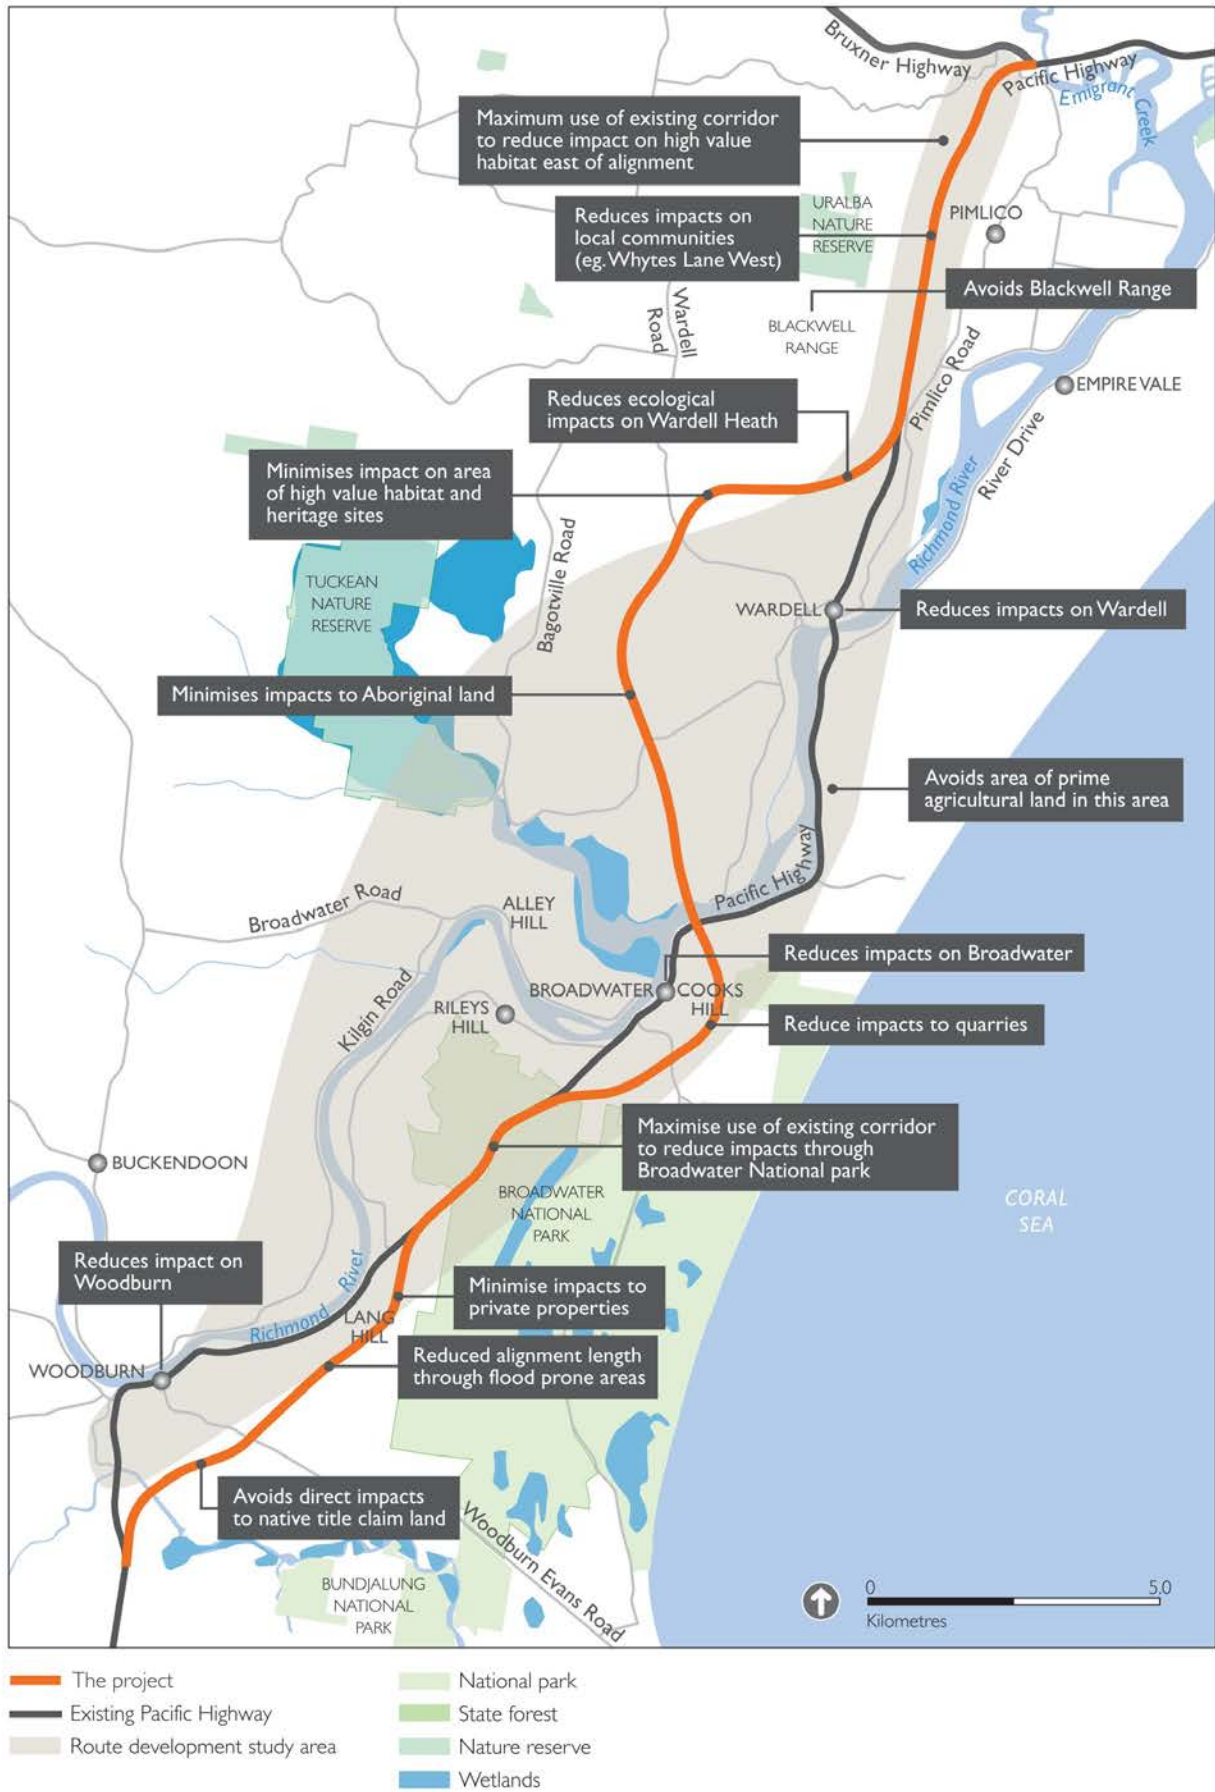 Bruxner Highway
Pacific Highway
Emigrant Creek
Maximum use of existing corridor
to reduce impact on high value
habitat east of alignment
URALBA
NATURE
RESERVE
PIMLICO
Reduces impacts on
local communities
(eg. Whytes Lane West)
Wardell
Road
Avoids Blackwell Range
BLACKWELL
RANGE
Pimlico Road
EMPIRE VALE
Reduces ecological
impacts on Wardell Heath
River Drive
Richmond River
Minimises impact on area
of high value habitat and
heritage sites
Bagotville Road
TUCKEAN
NATURE
RESERVE
WARDELL
Reduces impacts on Wardell
Minimises impacts to Aboriginal land
Avoids area of prime
agricultural land in this area
Pacific Highway
Broadwater Road
ALLEY
HILL
Reduces impacts on Broadwater
BROADWATER
COOKS
HILL
Kilgin Road
RILEYS
HILL
Reduce impacts to quarries
Maximise use of existing corridor
to reduce impacts through
Broadwater National park
BUCKENDOON
BROADWATER
NATIONAL
PARK
CORAL
SEA
Reduces impact on
Woodburn
Richmond River
Minimise impacts to
private properties
LANG
HILL
Reduced alignment length
through flood prone areas
WOODBURN
Avoids direct impacts
to native title claim land
Woodburn Evans Road
BUNDJALUNG
NATIONAL
PARK
0 5.0
Kilometres
The project
Existing Pacific Highway
Route development study area
National park
State forest
Nature reserve
Wetlands